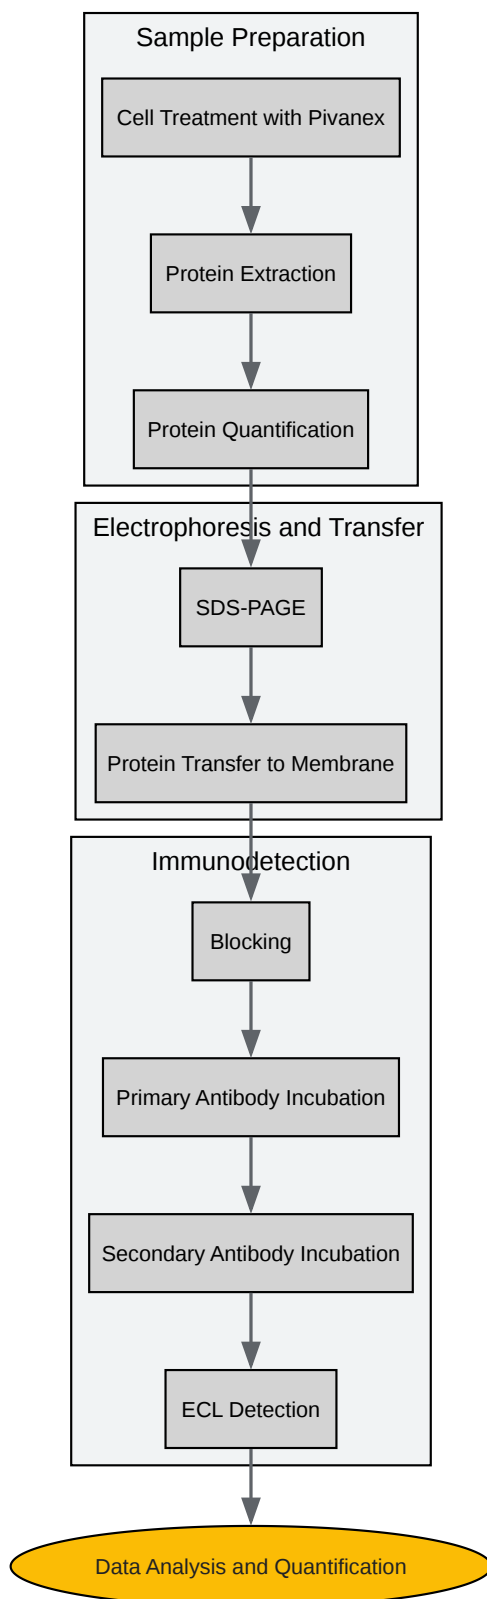 Sample Preparation
Cell Treatment with Pivanex
Protein Extraction
Protein Quantification
Electrophoresis and Transfer
SDS-PAGE
Protein Transfer to Membrane
Immunodetection
Blocking
Primary Antibody Incubation
Secondary Antibody Incubation
ECL Detection
Data Analysis and Quantification